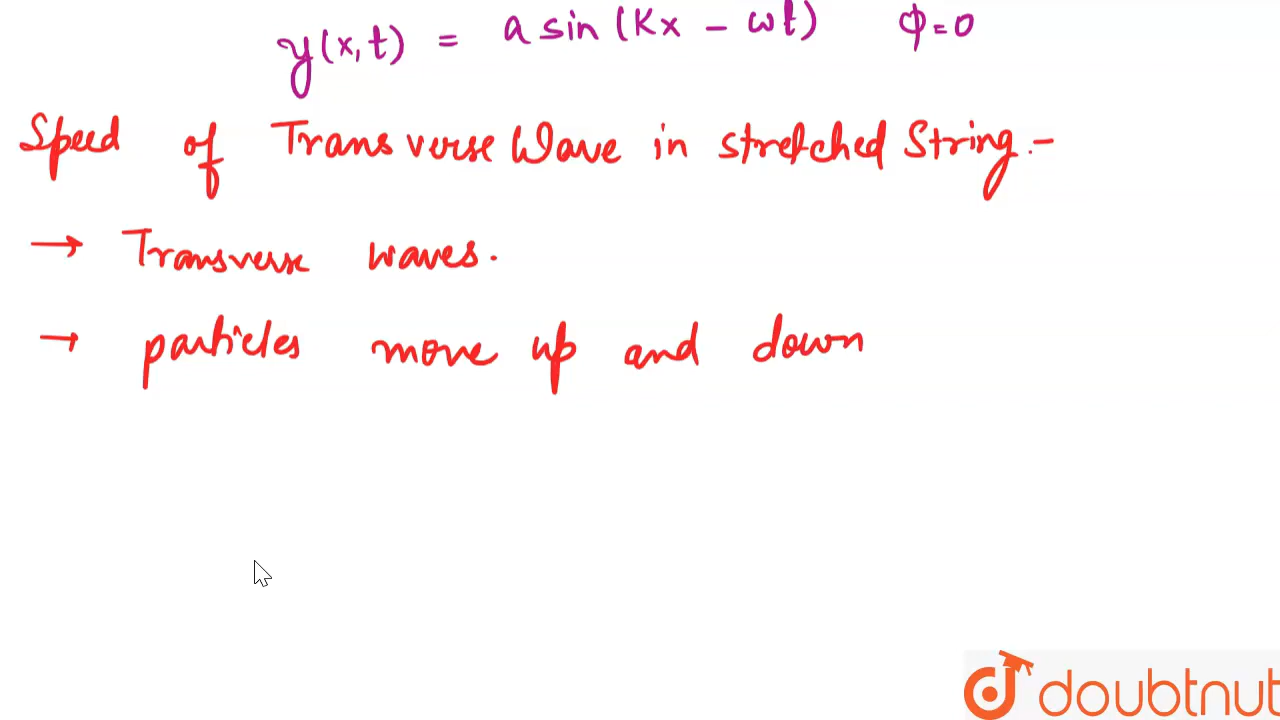 y(x,t) = a sin (Kx - ωt) ϕ=0
Speed of Transverse Wave in stretched String :-
→ Transverse waves.
→ particles move up and down
doubtnut